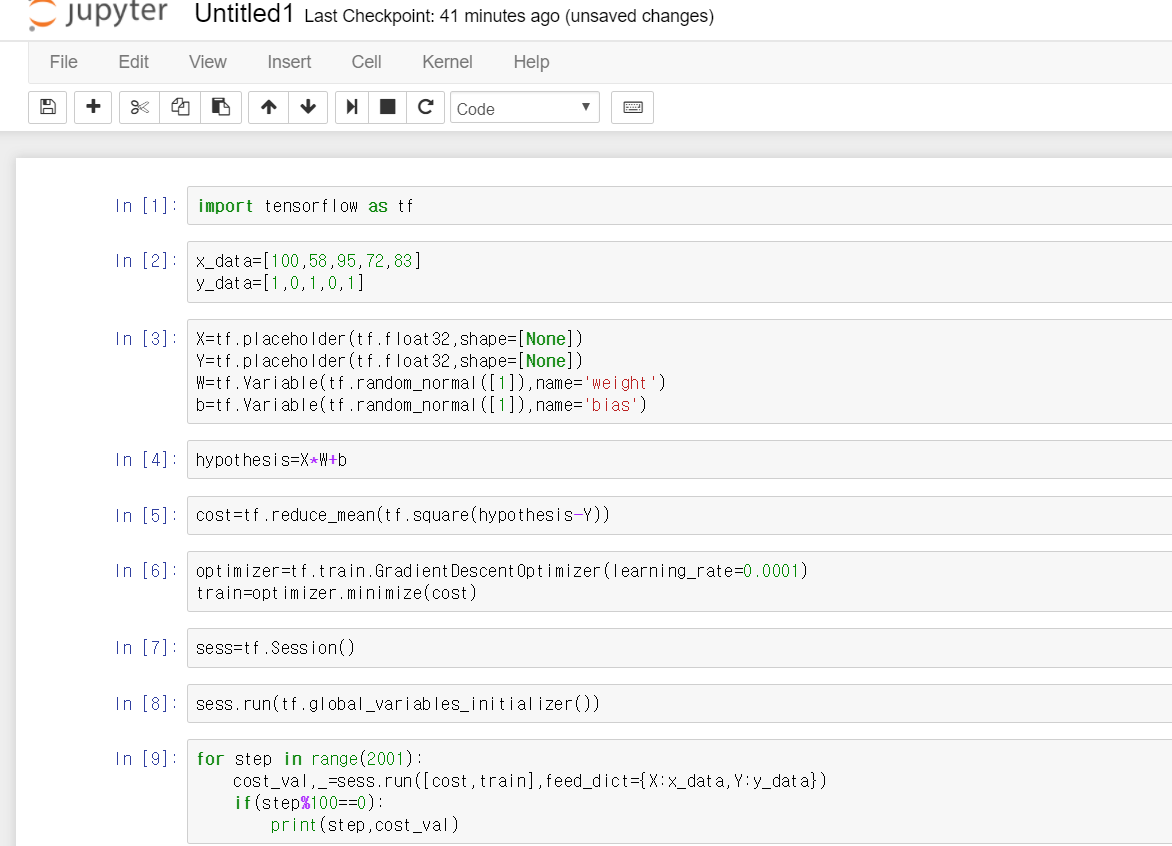 jupyter Untitled1 Last Checkpoint: 41 minutes ago (unsaved changes)
File Edit View Insert Cell Kernel Help
Code
In [1]: import tensorflow as tf
In [2]: x_data=[100,58,95,72,83]
y_data=[1,0,1,0,1]
In [3]: X=tf.placeholder(tf.float32,shape=[None])
Y=tf.placeholder(tf.float32,shape=[None])
W=tf.Variable(tf.random_normal([1]),name='weight')
b=tf.Variable(tf.random_normal([1]),name='bias')
In [4]: hypothesis=X*W+b
In [5]: cost=tf.reduce_mean(tf.square(hypothesis-Y))
In [6]: optimizer=tf.train.GradientDescentOptimizer(learning_rate=0.0001)
train=optimizer.minimize(cost)
In [7]: sess=tf.Session()
In [8]: sess.run(tf.global_variables_initializer())
In [9]: for step in range(2001):
    cost_val,_=sess.run([cost,train],feed_dict={X:x_data,Y:y_data})
    if(step%100==0):
        print(step,cost_val)